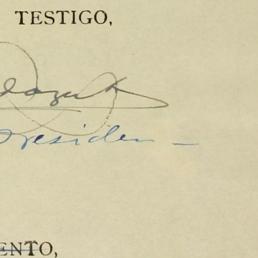 TESTIGO,
Presiden -
ENTO,